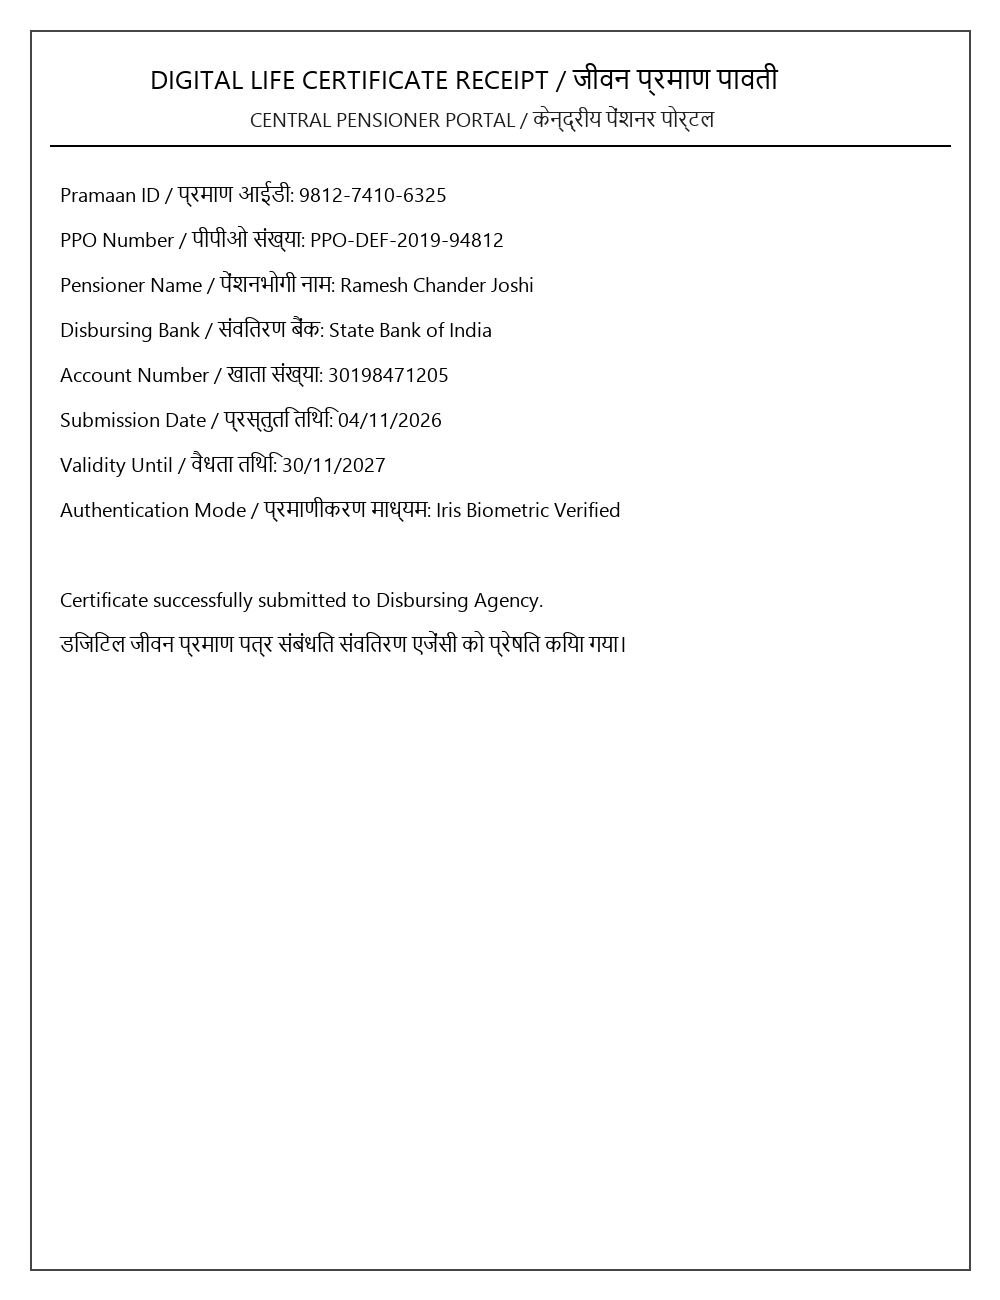 DIGITAL LIFE CERTIFICATE RECEIPT / जीवन प्रमाण पावती
CENTRAL PENSIONER PORTAL / केन्द्रीय पेंशनर पोर्टल
Pramaan ID / प्रमाण आईडी: 9812-7410-6325
PPO Number / पीपीओ संख्या: PPO-DEF-2019-94812
Pensioner Name / पेंशनभोगी नाम: Ramesh Chander Joshi
Disbursing Bank / संवितरण बैंक: State Bank of India
Account Number / खाता संख्या: 30198471205
Submission Date / प्रस्तुति तिथि: 04/11/2026
Validity Until / वैधता तिथि: 30/11/2027
Authentication Mode / प्रमाणीकरण माध्यम: Iris Biometric Verified
Certificate successfully submitted to Disbursing Agency.
डिजिटल जीवन प्रमाण पत्र संबंधित संवितरण एजेंसी को प्रेषित किया गया।